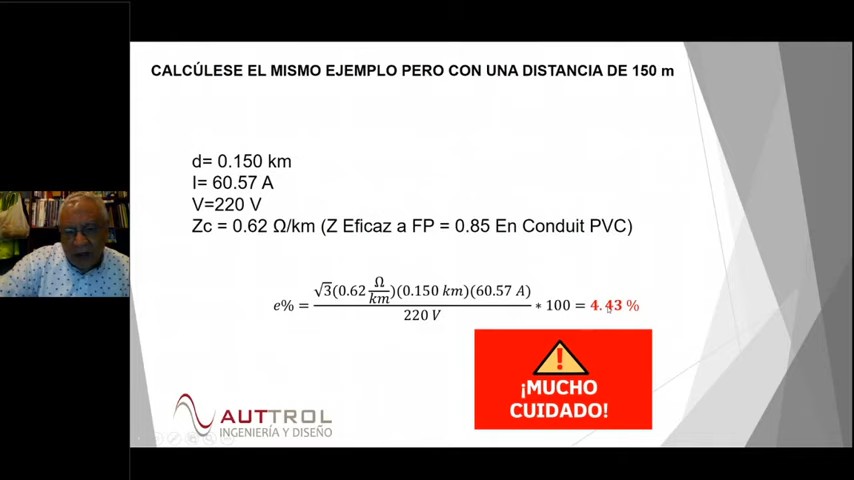 CALCÚLESE EL MISMO EJEMPLO PERO CON UNA DISTANCIA DE 150 m
d= 0.150 km
I= 60.57 A
V=220 V
Zc = 0.62 Ω/km (Z Eficaz a FP = 0.85 En Conduit PVC)
e% = √3(0.62 Ω/km)(0.150 km)(60.57 A) / 220 V * 100 = 4.43 %
¡MUCHO
CUIDADO!
AUTTROL
INGENIERÍA Y DISEÑO